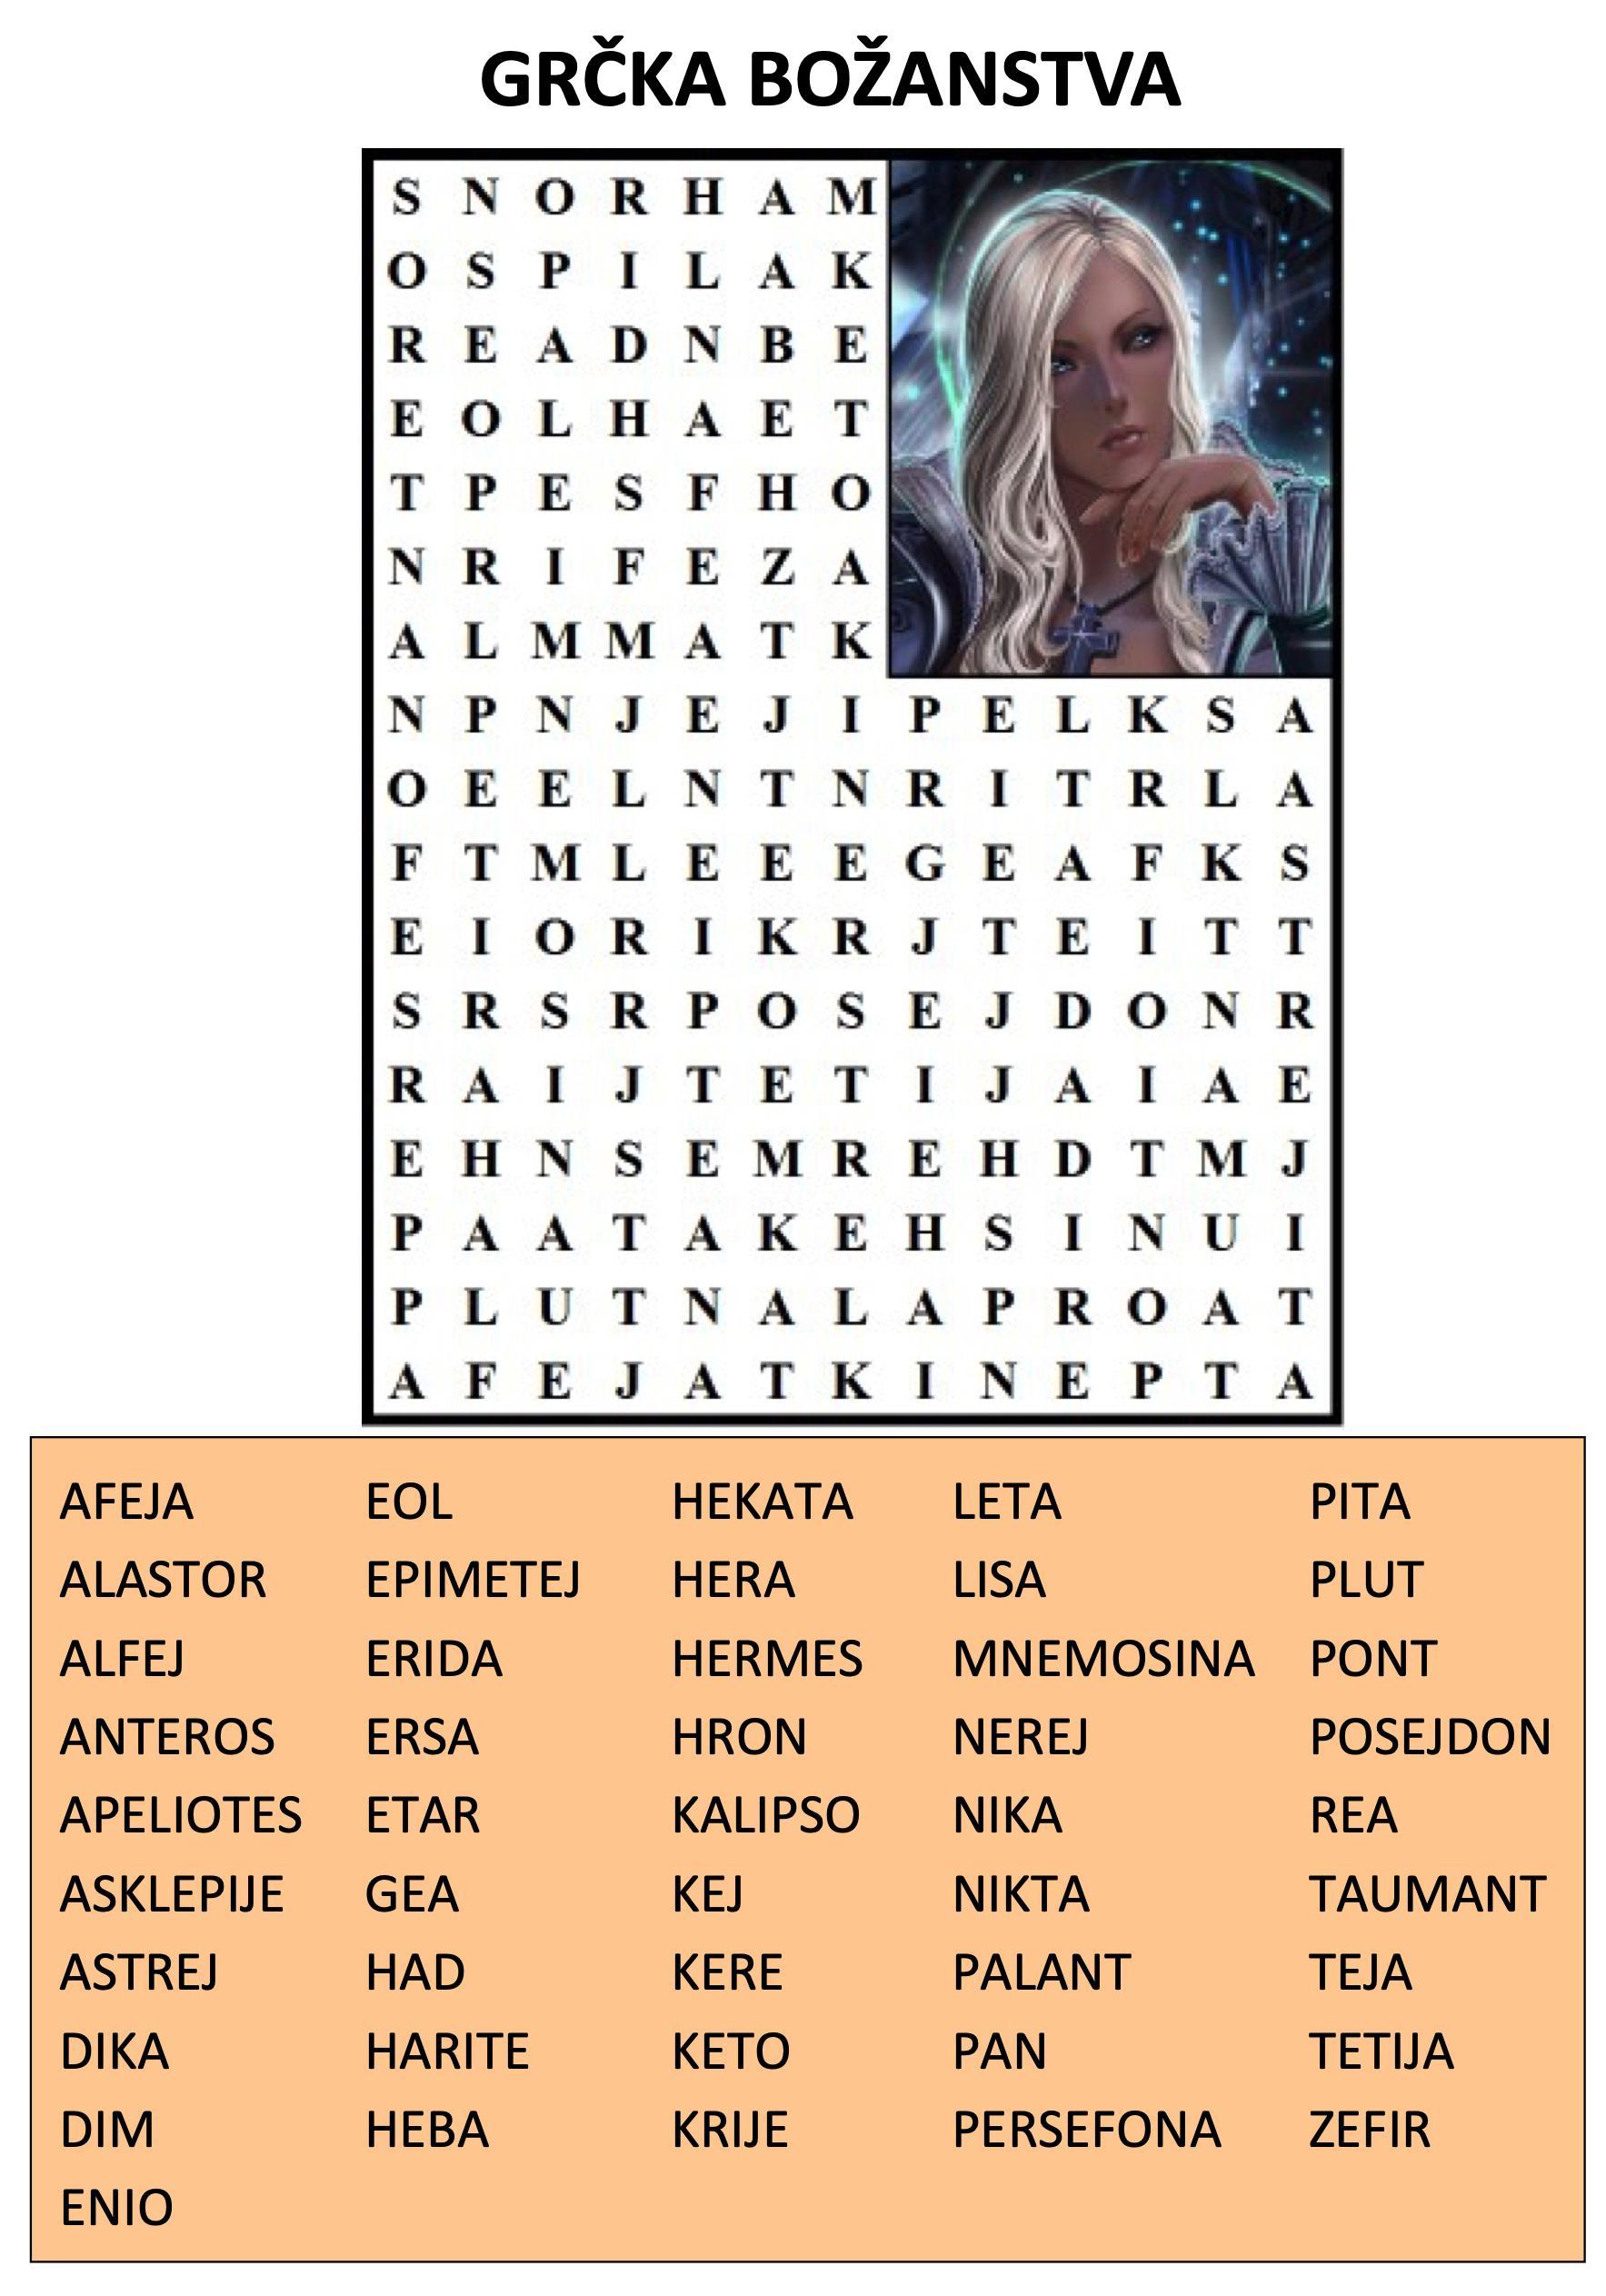 GRČKA BOŽANSTVA
S N O R H A M
O S P I L A K
R E A D N B E
E O L H A E T
T P E S F H O
N R I F E Z A
A L M M A T K
N P N J E J I P E L K S A
O E E L N T N R I T R L A
F T M L E E E G E A F K S
E I O R I K R J T E I T T
S R S R P O S E J D O N R
R A I J T E T I J A I A E
E H N S E M R E H D T M J
P A A T A K E H S I N U I
P L U T N A L A P R O A T
A F E J A T K I N E P T A
AFEJA EOL HEKATA LETA PITA
ALASTOR EPIMETEJ HERA LISA PLUT
ALFEJ ERIDA HERMES MNEMOSINA PONT
ANTEROS ERSA HRON NEREJ POSEJDON
APELIOTES ETAR KALIPSO NIKA REA
ASKLEPIJE GEA KEJ NIKTA TAUMANT
ASTREJ HAD KERE PALANT TEJA
DIKA HARITE KETO PAN TETIJA
DIM HEBA KRIJE PERSEFONA ZEFIR
ENIO